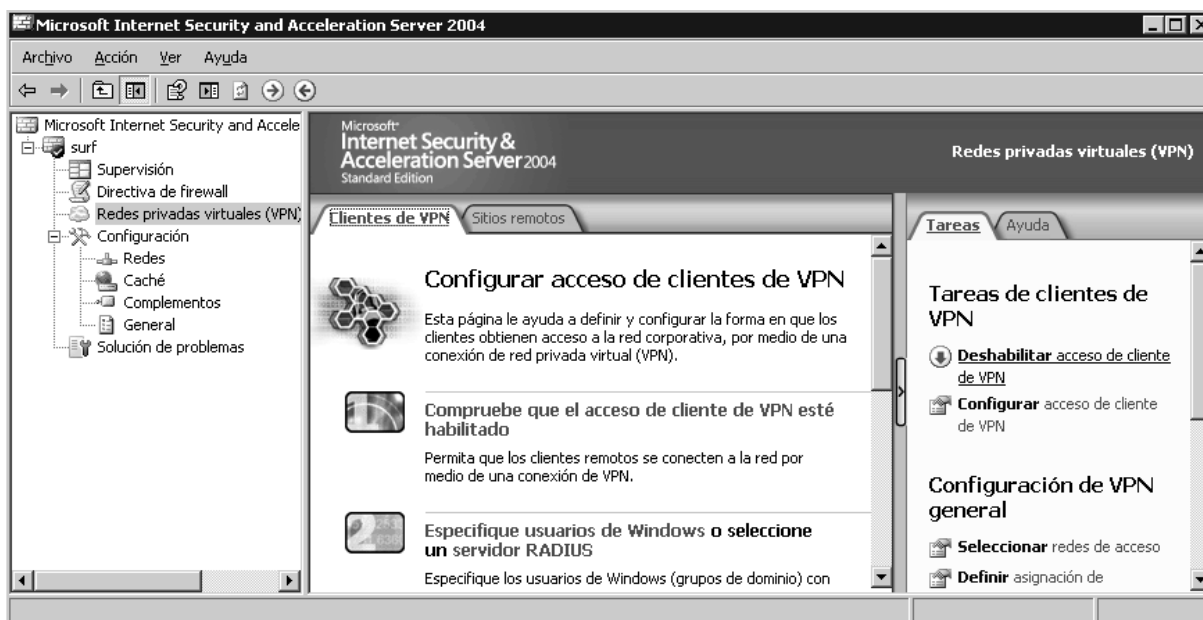 Microsoft Internet Security and Acceleration Server 2004
Archivo Acción Ver Ayuda
Microsoft Internet Security and Accele
surf
Supervisión
Directiva de firewall
Redes privadas virtuales (VPN)
Configuración
Redes
Caché
Complementos
General
Solución de problemas
Microsoft
Internet Security &
Acceleration Server 2004
Standard Edition
Redes privadas virtuales (VPN)
Clientes de VPN Sitios remotos
Configurar acceso de clientes de VPN
Esta página le ayuda a definir y configurar la forma en que los
clientes obtienen acceso a la red corporativa, por medio de una
conexión de red privada virtual (VPN).
Compruebe que el acceso de cliente de VPN esté
habilitado
Permita que los clientes remotos se conecten a la red por
medio de una conexión de VPN.
Especifique usuarios de Windows o seleccione
un servidor RADIUS
Especifique los usuarios de Windows (grupos de dominio) con
Tareas Ayuda
Tareas de clientes de
VPN
Deshabilitar acceso de cliente
de VPN
Configurar acceso de cliente
de VPN
Configuración de VPN
general
Seleccionar redes de acceso
Definir asignación de